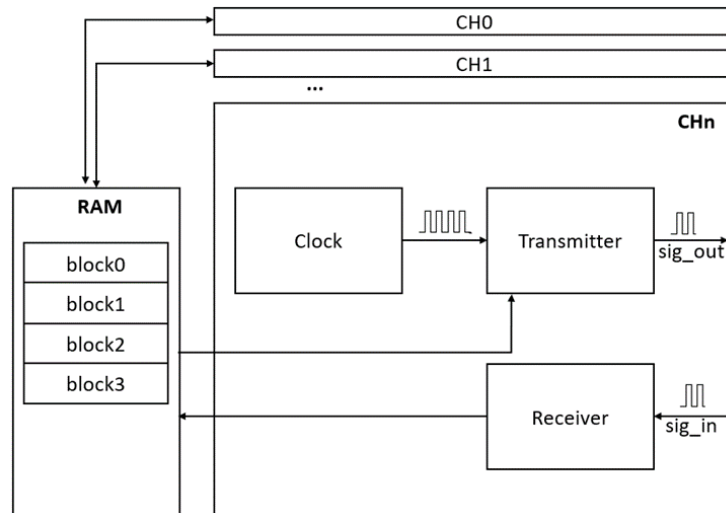 CH0
CH1
...
CHn
RAM
block0
block1
block2
block3
Clock
Transmitter
sig_out
Receiver
sig_in